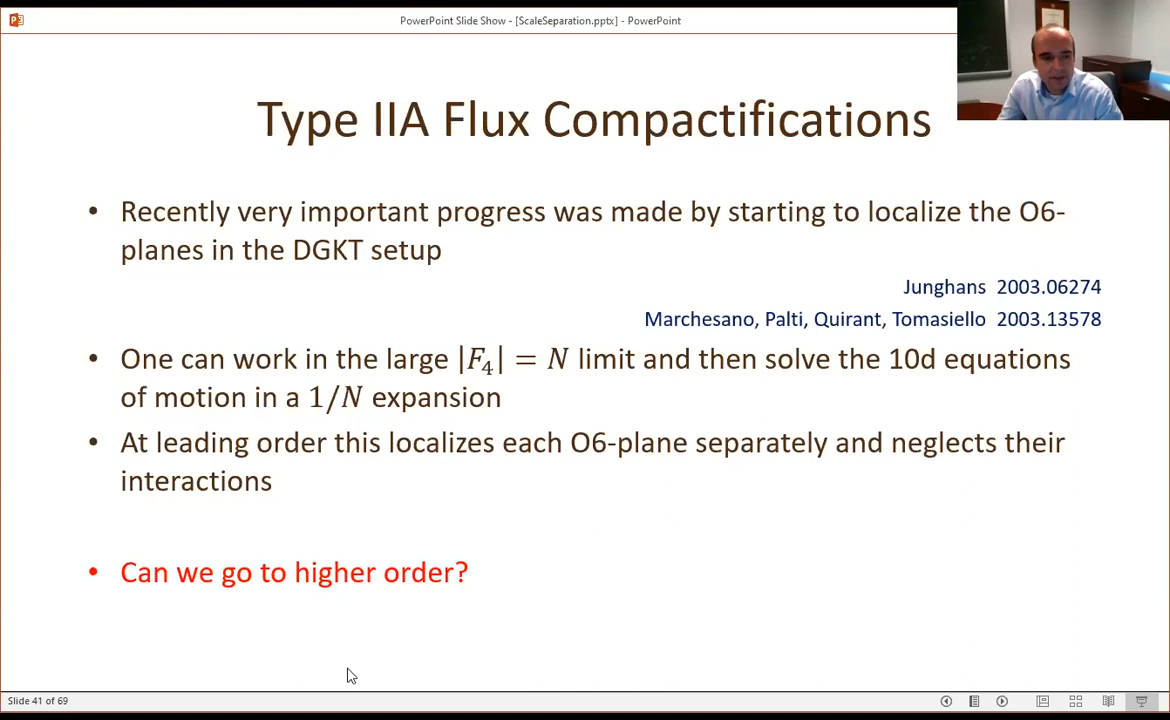 PowerPoint Slide Show - [ScaleSeparation.pptx] - PowerPoint
Type IIA Flux Compactifications
• Recently very important progress was made by starting to localize the O6-
planes in the DGKT setup
Junghans 2003.06274
Marchesano, Palti, Quirant, Tomasiello 2003.13578
• One can work in the large |F₄| = N limit and then solve the 10d equations
of motion in a 1/N expansion
• At leading order this localizes each O6-plane separately and neglects their
interactions
• Can we go to higher order?
Slide 41 of 69